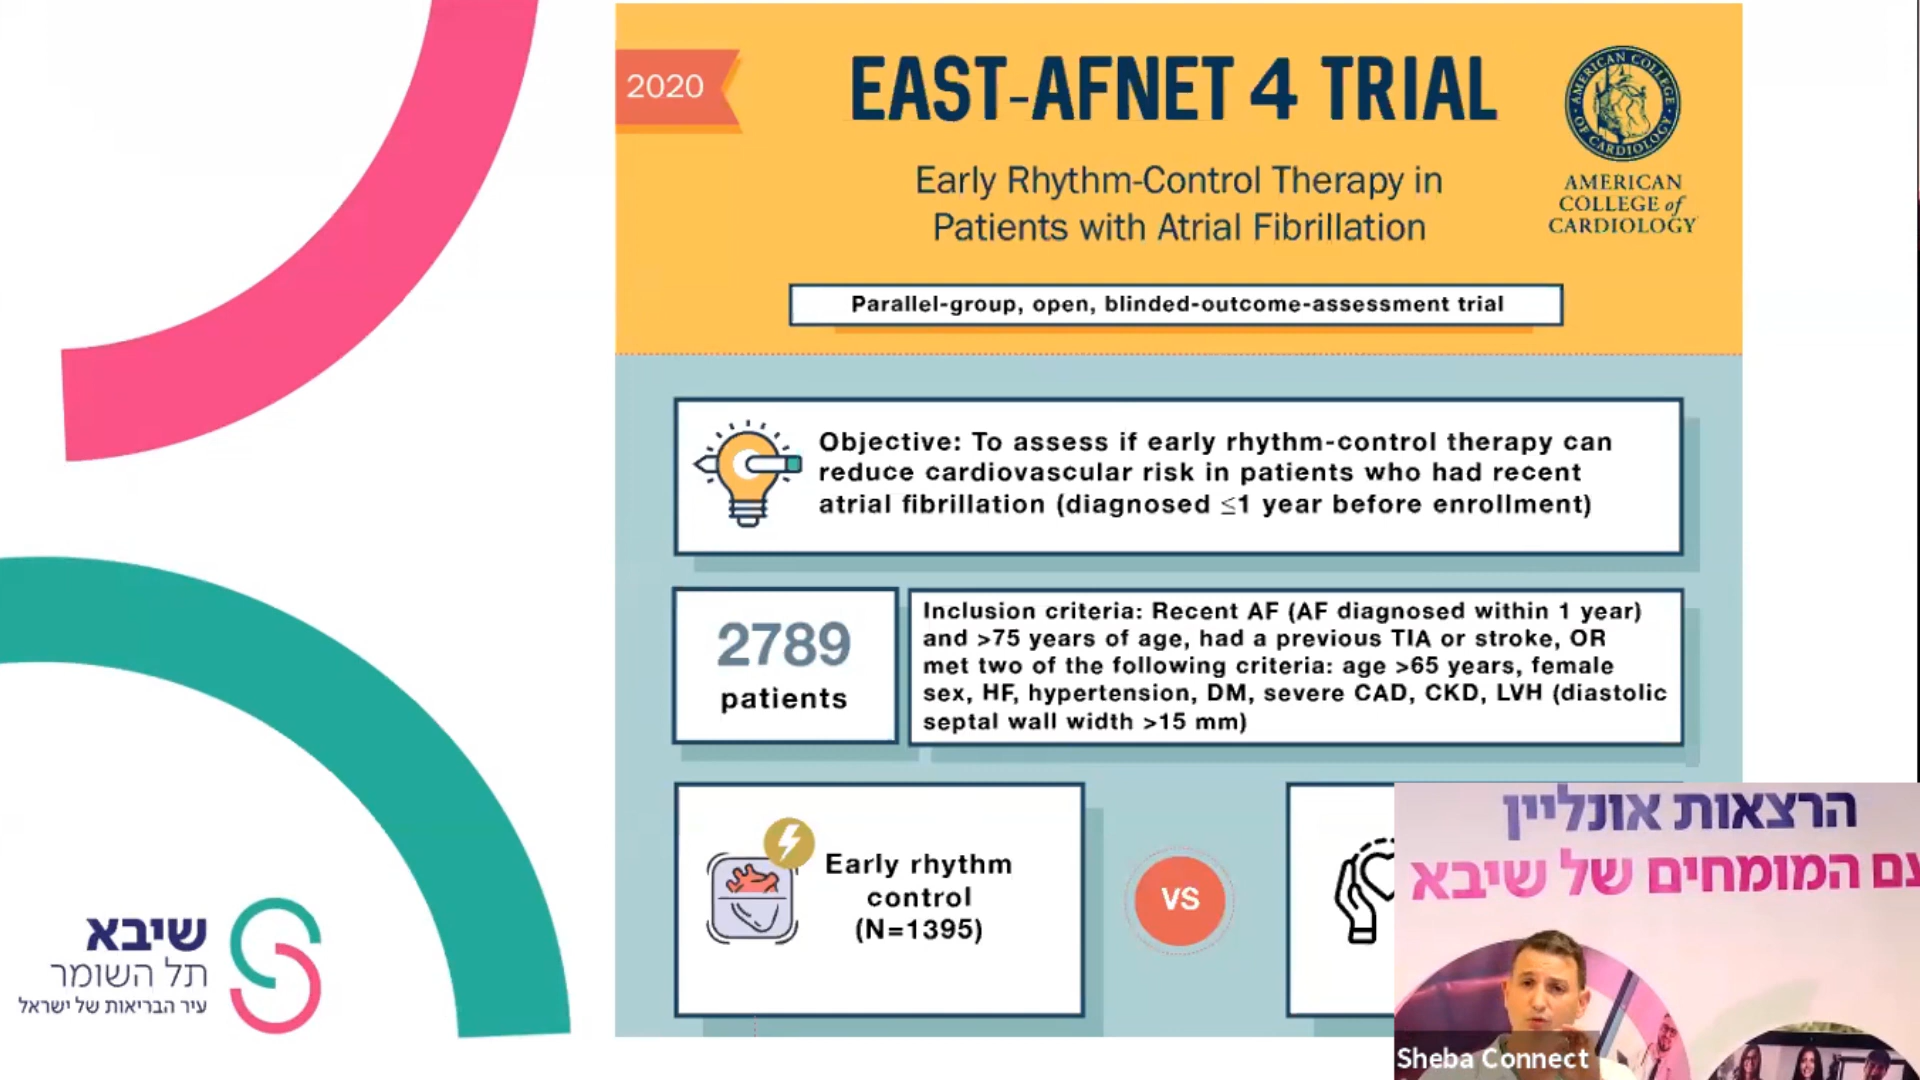 2020
EAST-AFNET 4 TRIAL
AMERICAN COLLEGE OF CARDIOLOGY
AMERICAN
COLLEGE of
CARDIOLOGY
Early Rhythm-Control Therapy in
Patients with Atrial Fibrillation
Parallel-group, open, blinded-outcome-assessment trial
Objective: To assess if early rhythm-control therapy can
reduce cardiovascular risk in patients who had recent
atrial fibrillation (diagnosed ≤1 year before enrollment)
2789
patients
Inclusion criteria: Recent AF (AF diagnosed within 1 year)
and >75 years of age, had a previous TIA or stroke, OR
met two of the following criteria: age >65 years, female
sex, HF, hypertension, DM, severe CAD, CKD, LVH (diastolic
septal wall width >15 mm)
Early rhythm
control
(N=1395)
VS
שיבא
תל השומר
עיר הבריאות של ישראל
הרצאות אונליין
עם המומחים של שיבא
Sheba Connect